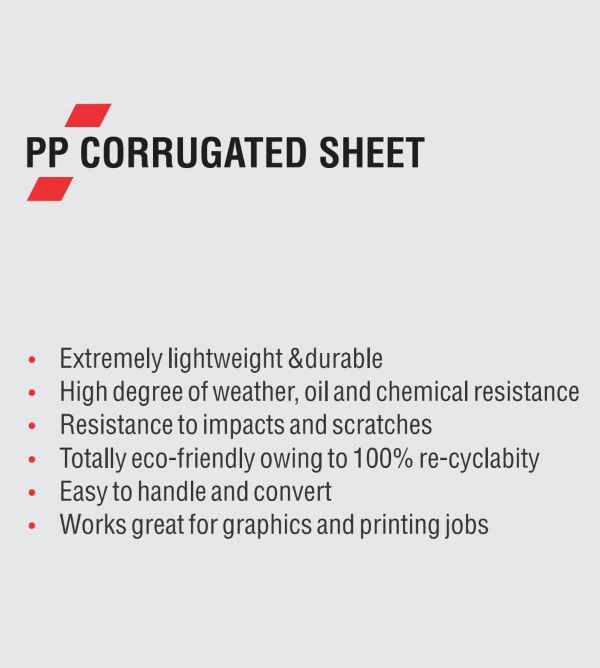 PP CORRUGATED SHEET
• Extremely lightweight &durable
• High degree of weather, oil and chemical resistance
• Resistance to impacts and scratches
• Totally eco-friendly owing to 100% re-cyclabity
• Easy to handle and convert
• Works great for graphics and printing jobs